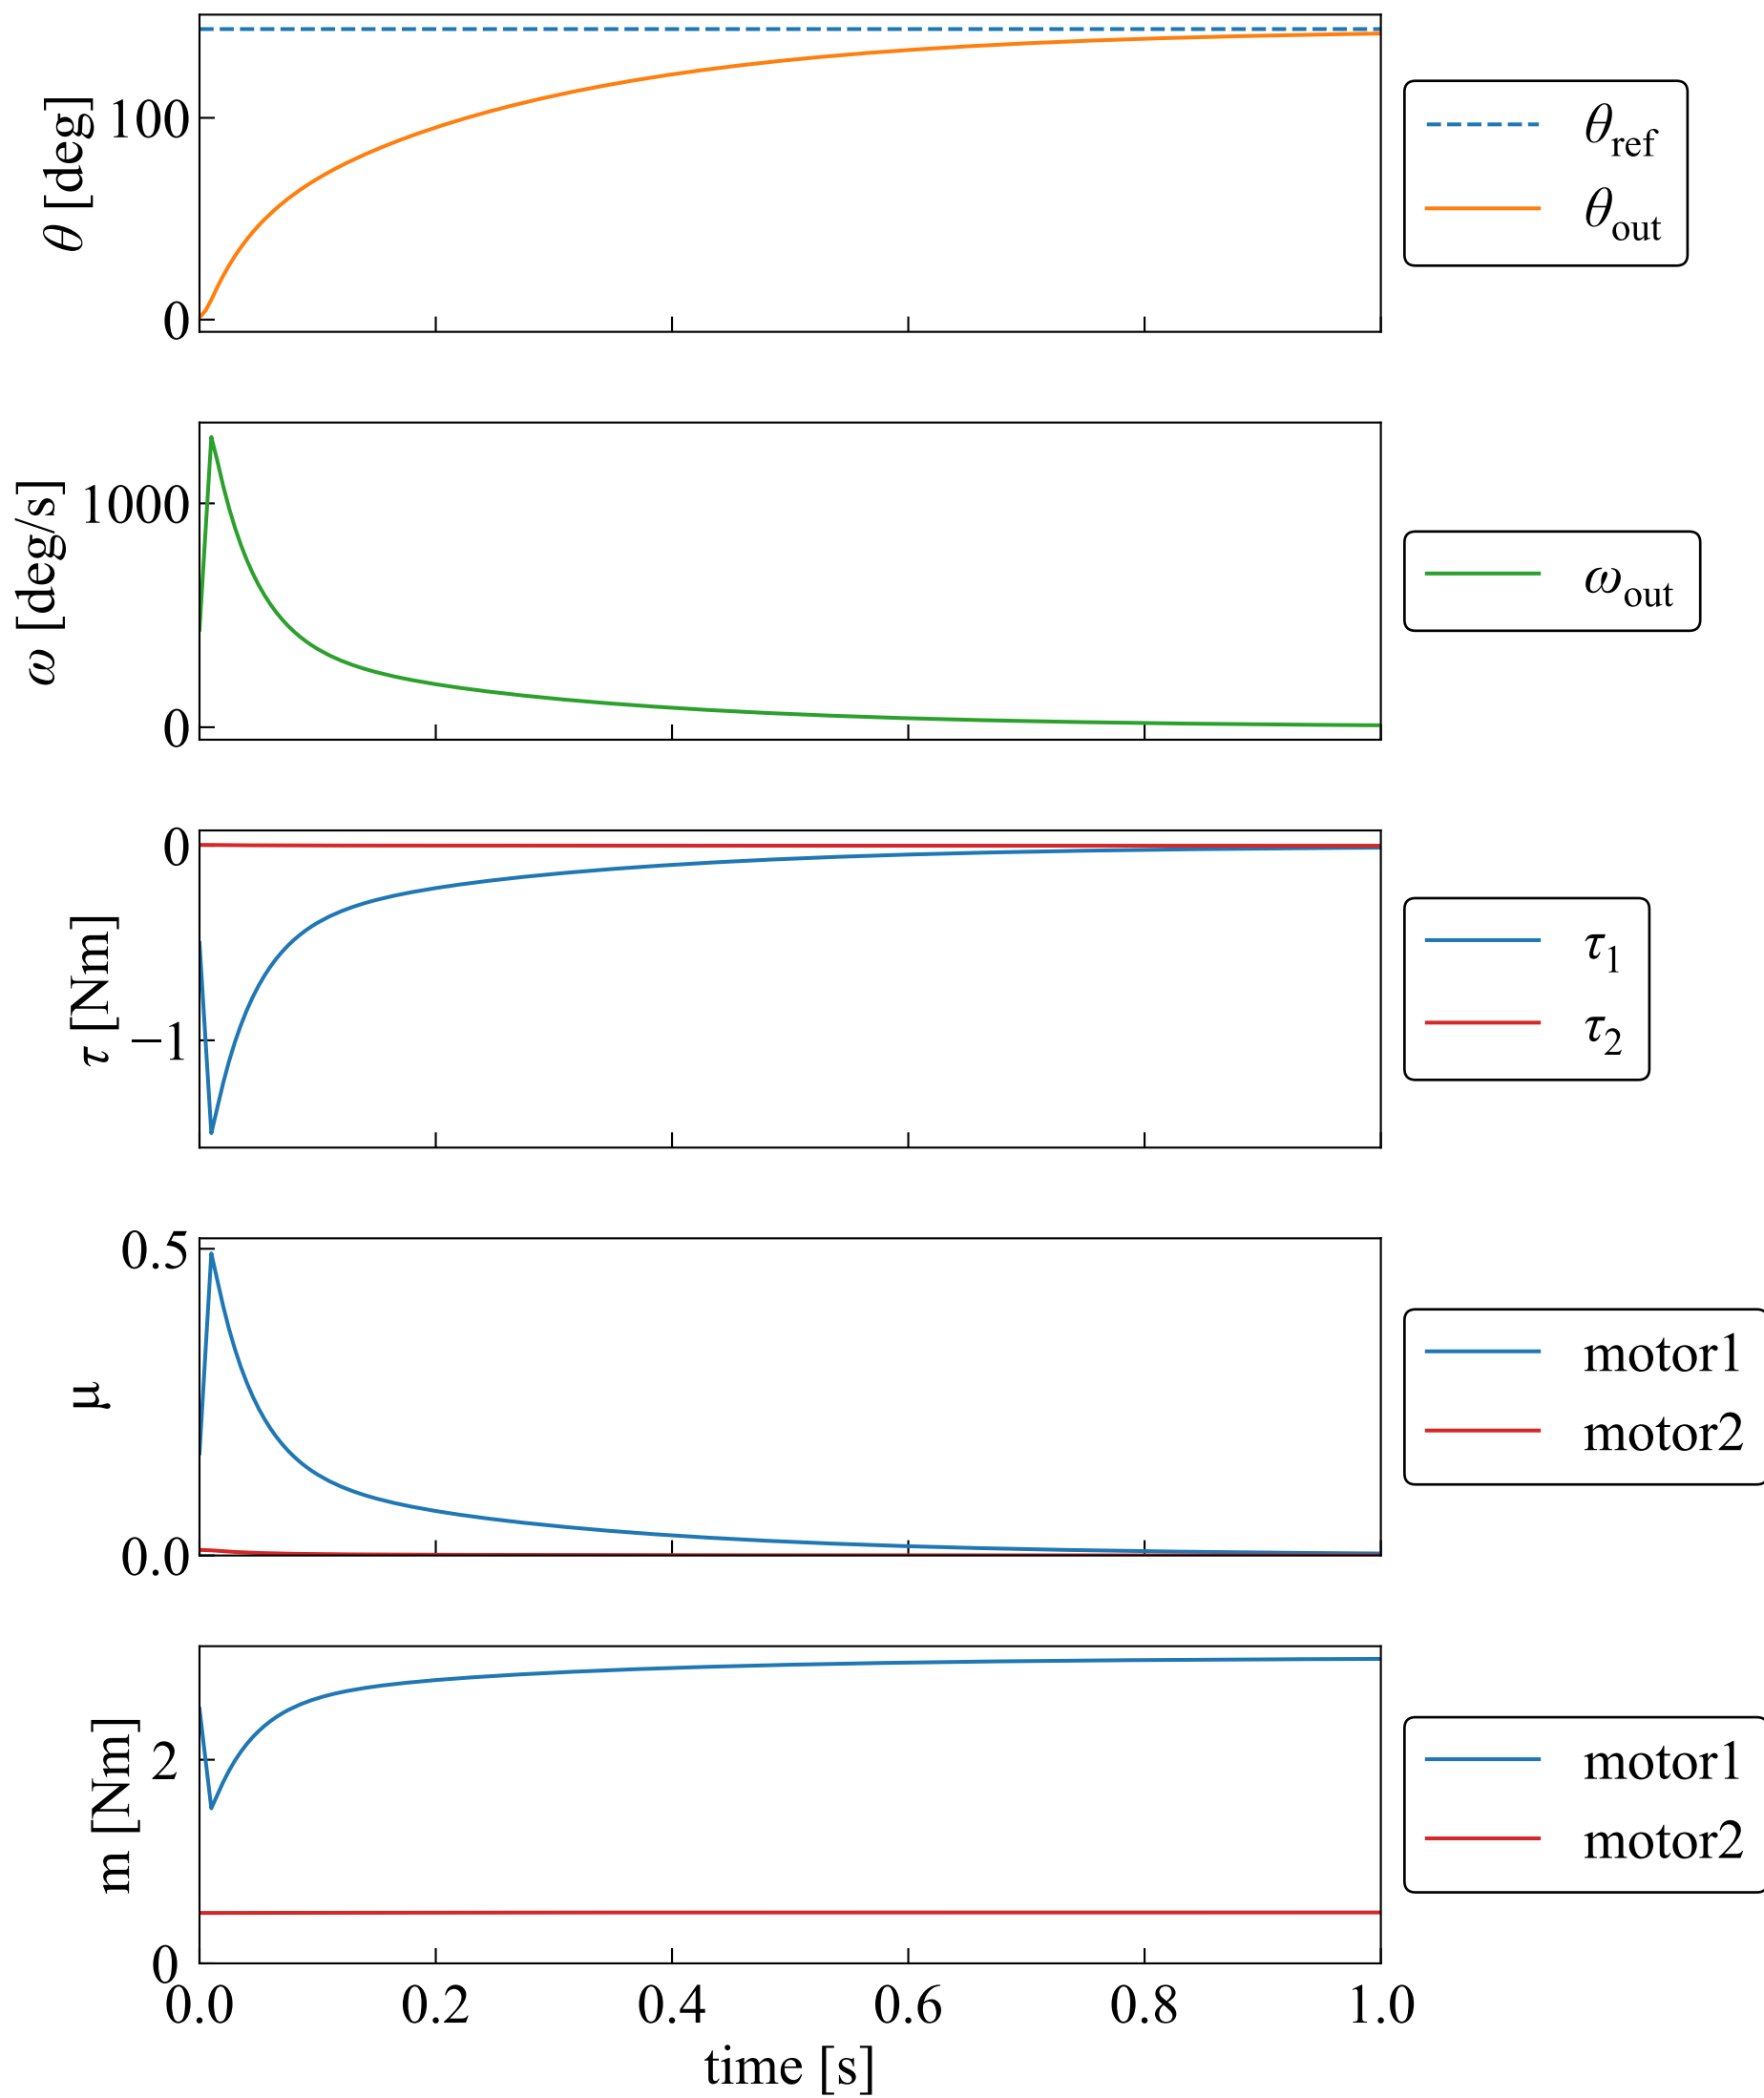 θ [deg]
100
0
θref
θout
ω [deg/s]
1000
0
ωout
τ [Nm]
0
−1
τ1
τ2
μ
0.5
0.0
motor1
motor2
m [Nm]
2
0
motor1
motor2
0.0 0.2 0.4 0.6 0.8 1.0
time [s]